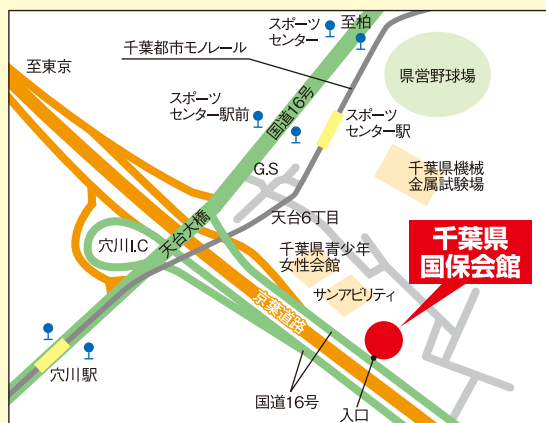 スポーツ
センター
至柏
千葉都市モノレール
至東京
県営野球場
国道16号
スポーツ
センター駅前
スポーツ
センター駅
G.S
千葉県機械
金属試験場
天台6丁目
天台大橋
穴川I.C
千葉県青少年
女性会館
千葉県
国保会館
サンアビリティ
京葉道路
穴川駅
国道16号
入口